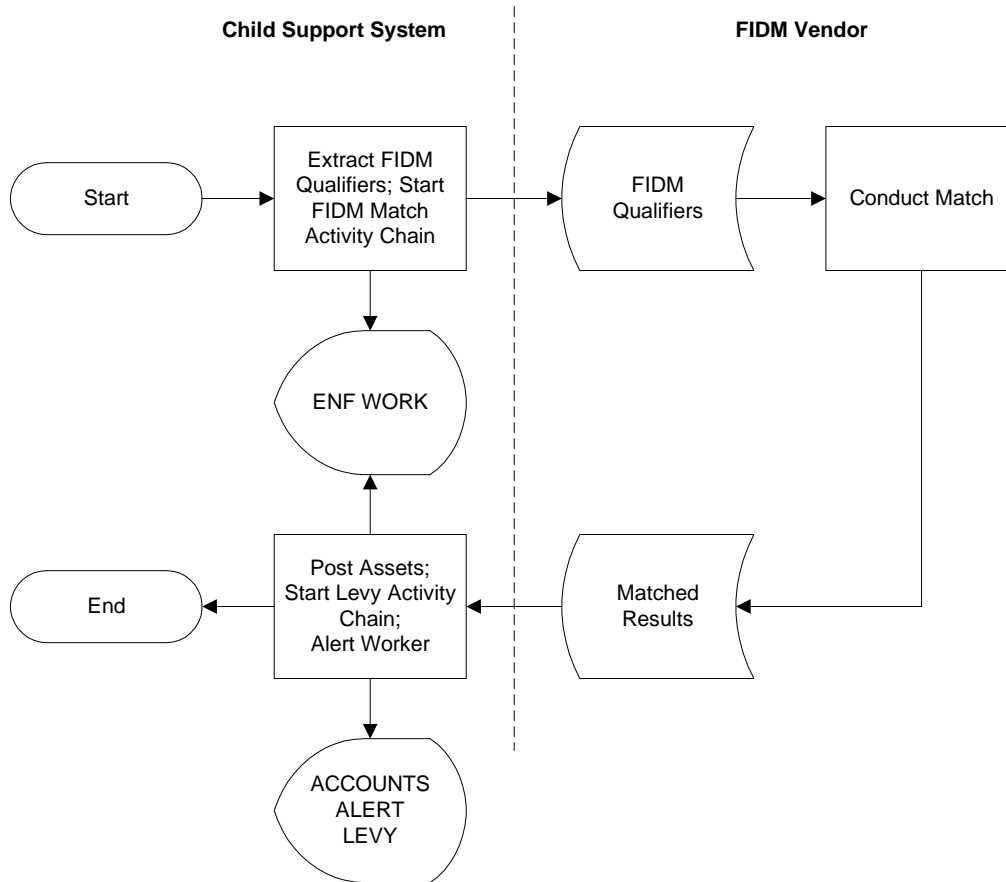 Child Support System
FIDM Vendor
Start
Extract FIDM
Qualifiers; Start
FIDM Match
Activity Chain
FIDM
Qualifiers
Conduct Match
ENF WORK
End
Post Assets;
Start Levy Activity
Chain;
Alert Worker
Matched
Results
ACCOUNTS
ALERT
LEVY